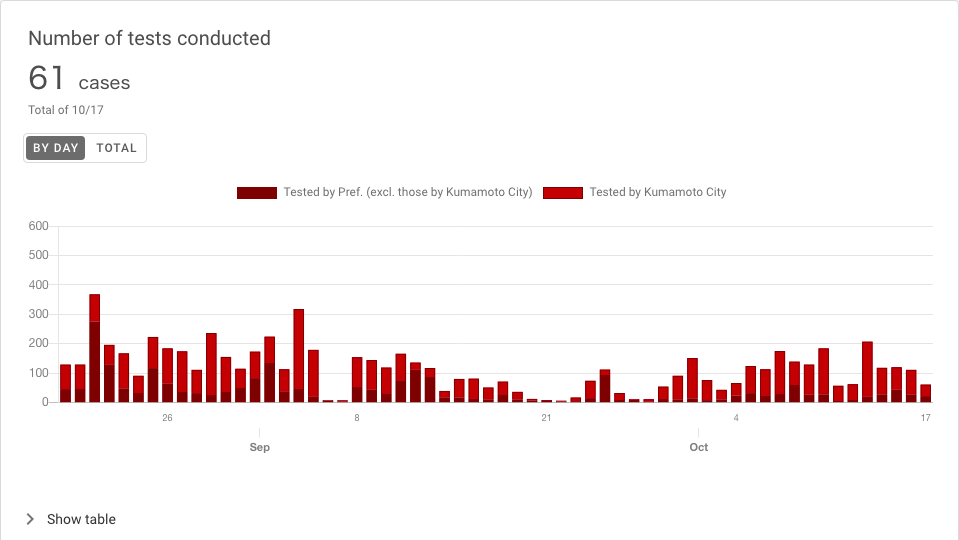 Number of tests conducted
61 cases
Total of 10/17
BY DAY TOTAL
Tested by Pref. (excl. those by Kumamoto City) Tested by Kumamoto City
600
500
400
300
200
100
0
26 8 21 4 17
Sep Oct
Show table